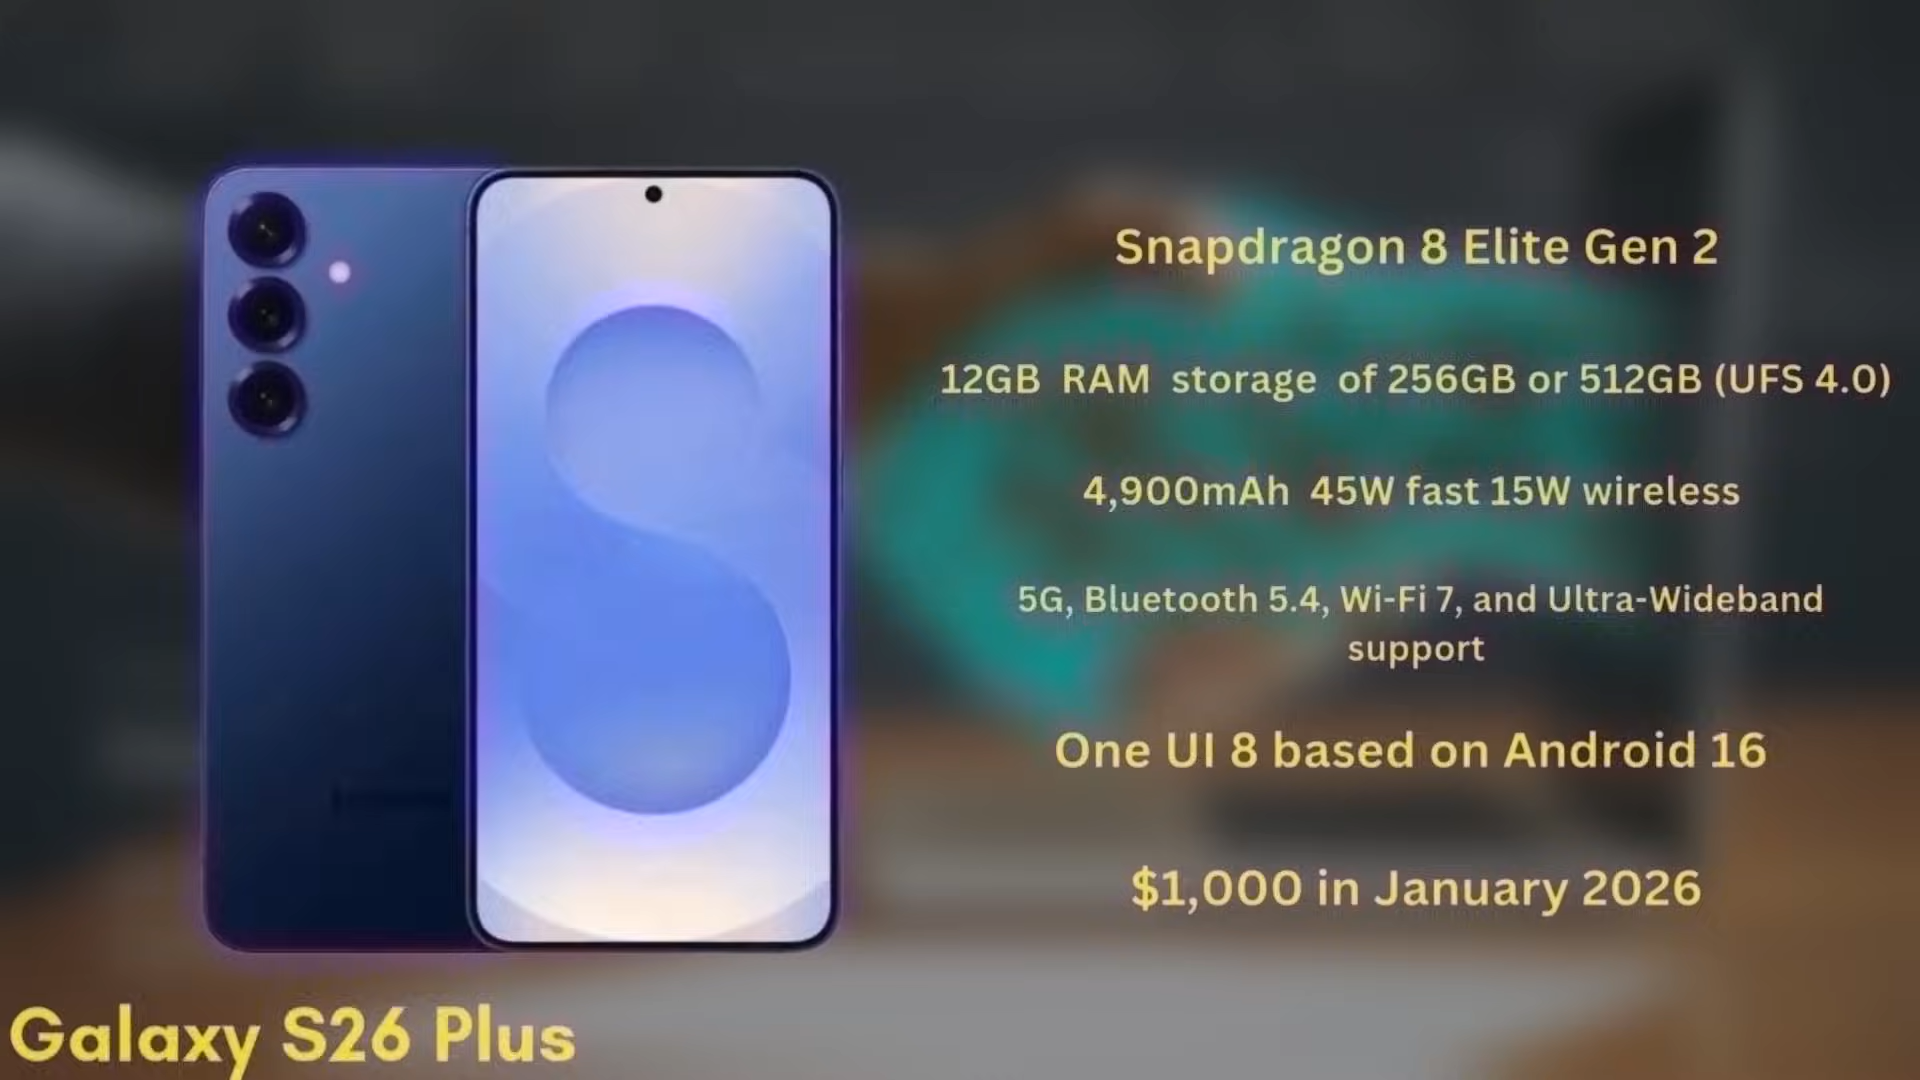 Snapdragon 8 Elite Gen 2
12GB RAM storage of 256GB or 512GB (UFS 4.0)
4,900mAh 45W fast 15W wireless
5G, Bluetooth 5.4, Wi-Fi 7, and Ultra-Wideband
support
One UI 8 based on Android 16
$1,000 in January 2026
Galaxy S26 Plus